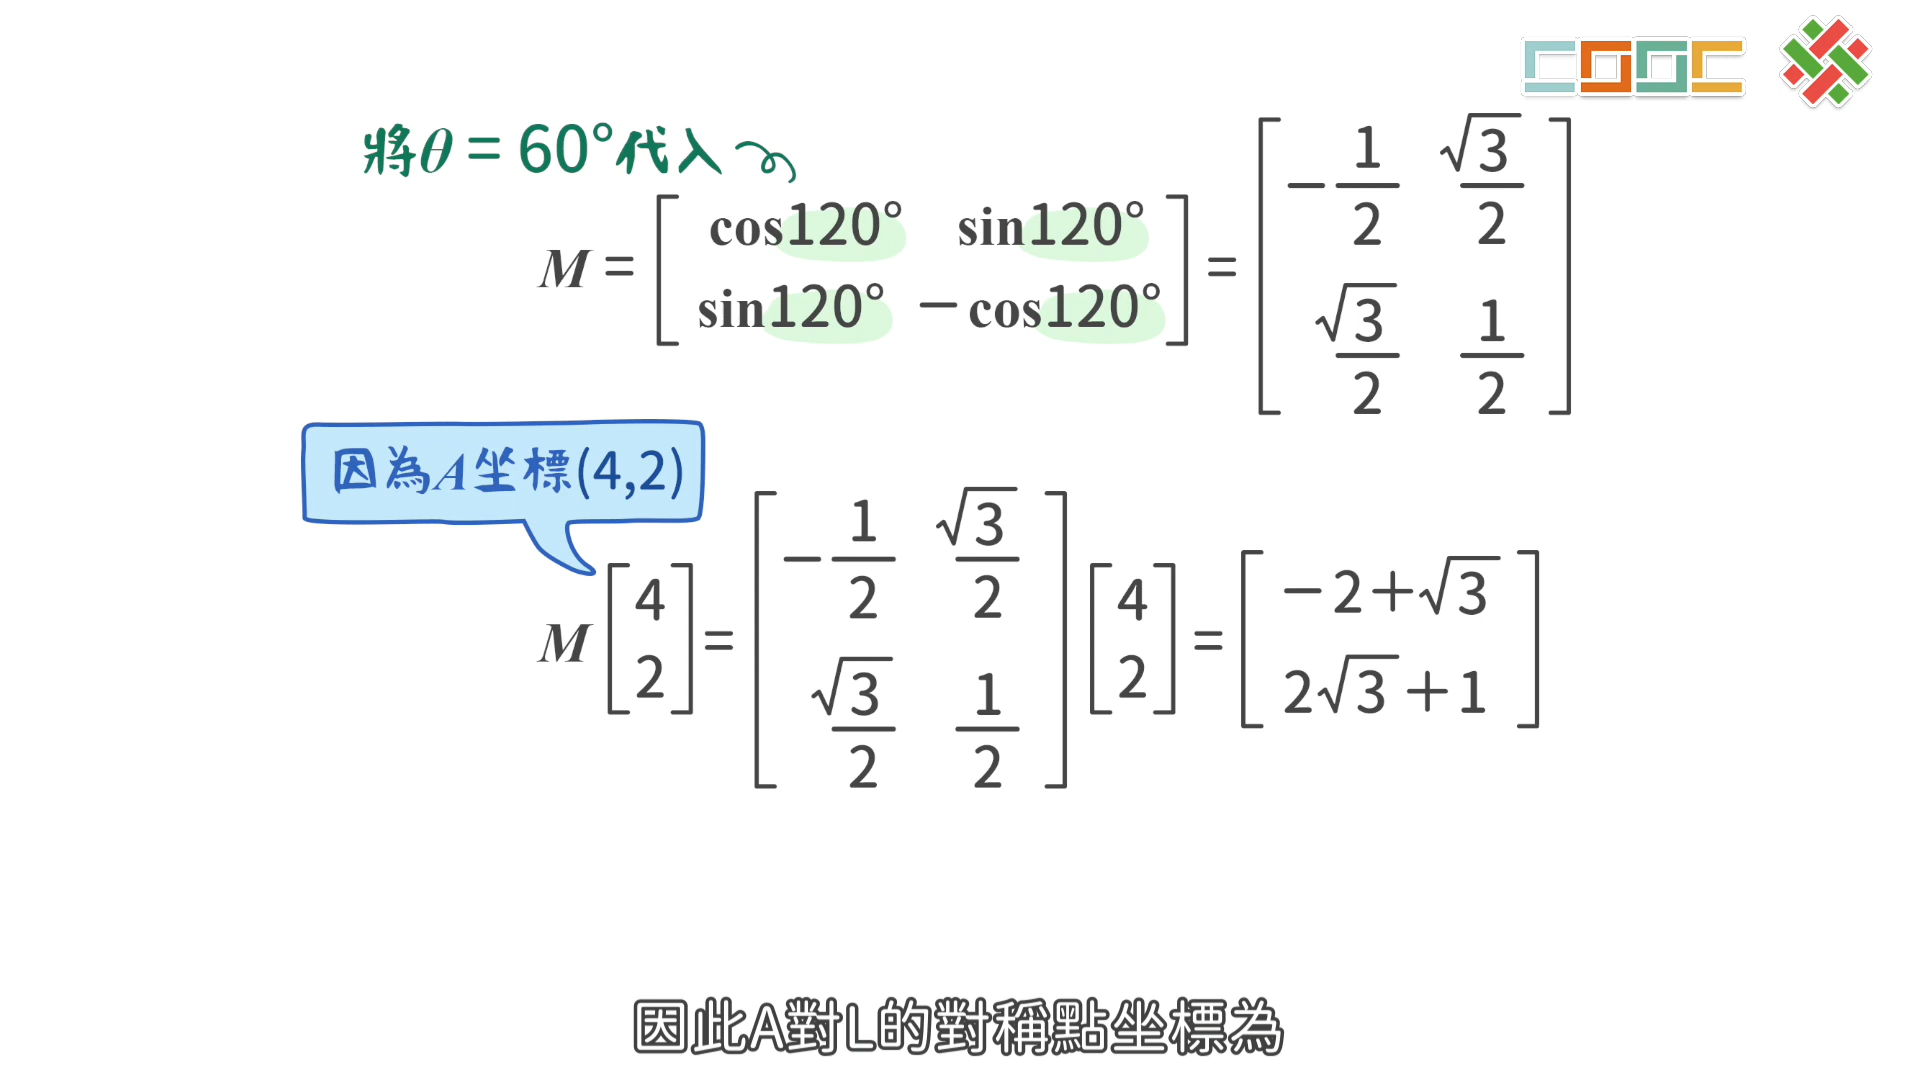 COOC
將θ = 60°代入
M = [ cos120° sin120° ; sin120° −cos120° ] = [ −1/2 √3/2 ; √3/2 1/2 ]
因為A坐標(4,2)
M [ 4 ; 2 ] = [ −1/2 √3/2 ; √3/2 1/2 ] [ 4 ; 2 ] = [ −2+√3 ; 2√3+1 ]
因此A對L的對稱點坐標為